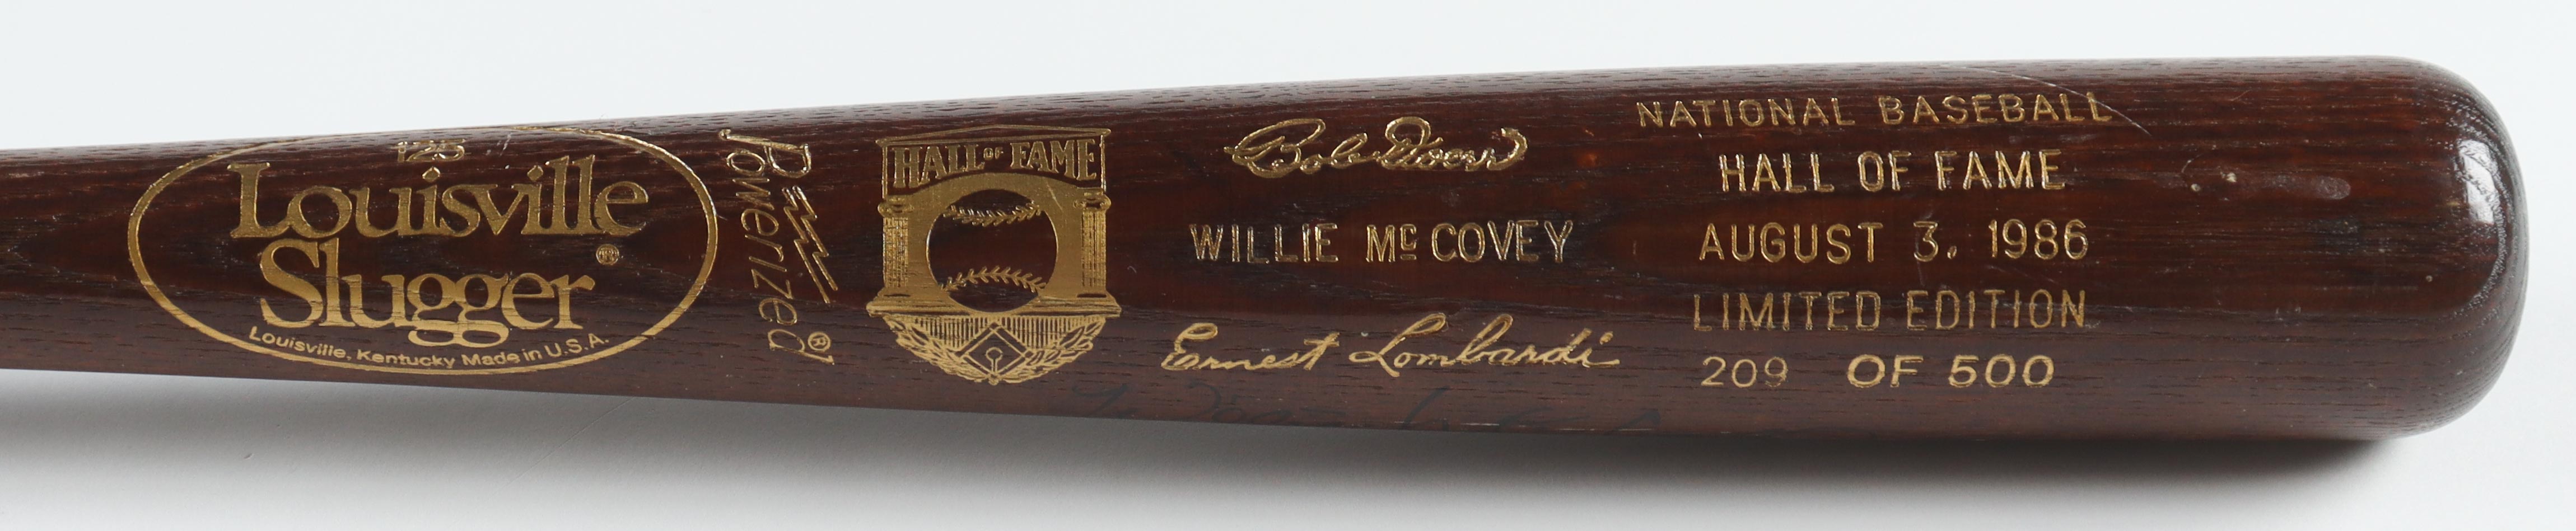 125
Louisville
Slugger®
Louisville, Kentucky Made in U.S.A.
Powerized®
HALL OF FAME
Bob Doerr
WILLIE McCOVEY
Ernest Lombardi
NATIONAL BASEBALL
HALL OF FAME
AUGUST 3, 1986
LIMITED EDITION
209 OF 500